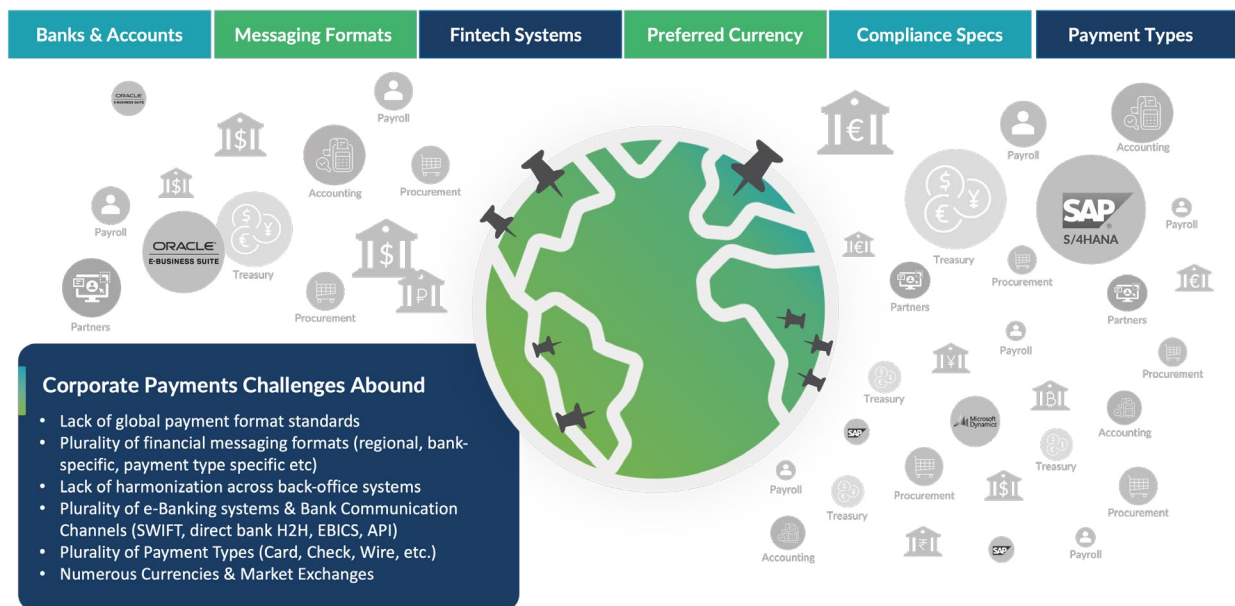 Banks & Accounts
Messaging Formats
Fintech Systems
Preferred Currency
Compliance Specs
Payment Types
ORACLE
E-BUSINESS SUITE
Payroll
$
Accounting
Procurement
$
Payroll
ORACLE
E-BUSINESS SUITE
$ ¥ €
Treasury
$
₽
Procurement
Partners
€
Payroll
Accounting
$ ¥ €
Treasury
SAP
S/4HANA
Payroll
€
Procurement
Partners
Partners
€
Payroll
¥
Procurement
$ ¥ €
Treasury
SAP
Microsoft
Dynamics
B
Accounting
$ ¥ €
Treasury
Payroll
$ ¥ €
Treasury
Procurement
$
Procurement
Accounting
₹
SAP
Payroll
Corporate Payments Challenges Abound
• Lack of global payment format standards
• Plurality of financial messaging formats (regional, bank-
specific, payment type specific etc)
• Lack of harmonization across back-office systems
• Plurality of e-Banking systems & Bank Communication
Channels (SWIFT, direct bank H2H, EBICS, API)
• Plurality of Payment Types (Card, Check, Wire, etc.)
• Numerous Currencies & Market Exchanges